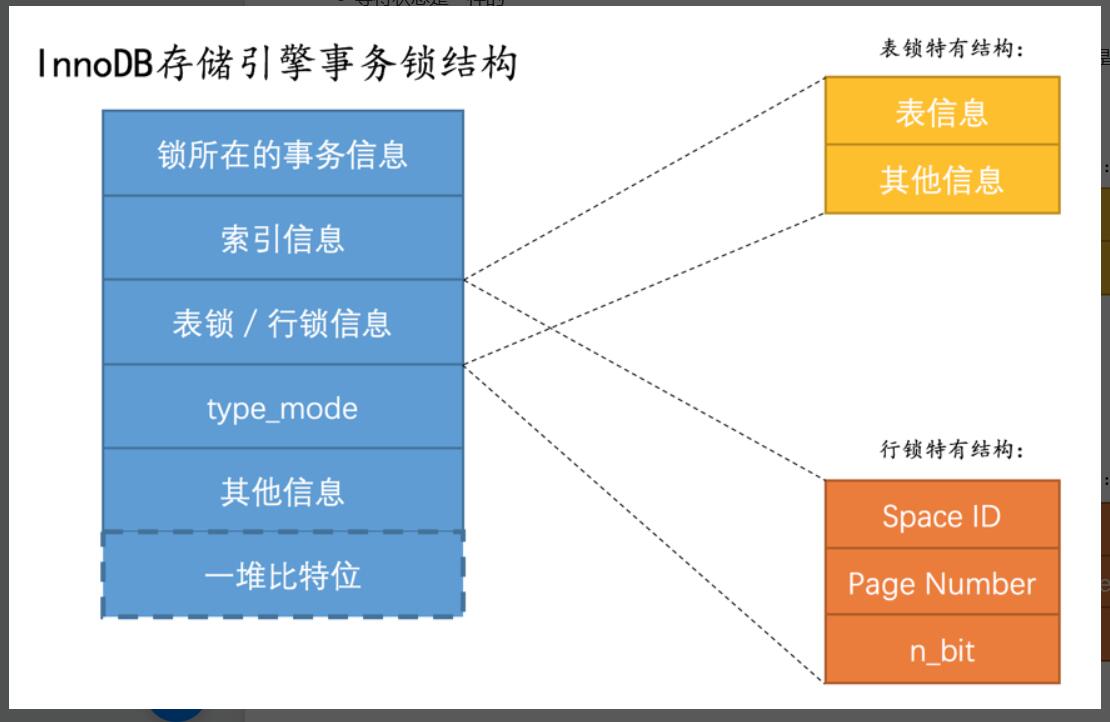 InnoDB存储引擎事务锁结构
锁所在的事务信息
索引信息
表锁 / 行锁信息
type_mode
其他信息
一堆比特位
表锁特有结构：
表信息
其他信息
行锁特有结构：
Space ID
Page Number
n_bit